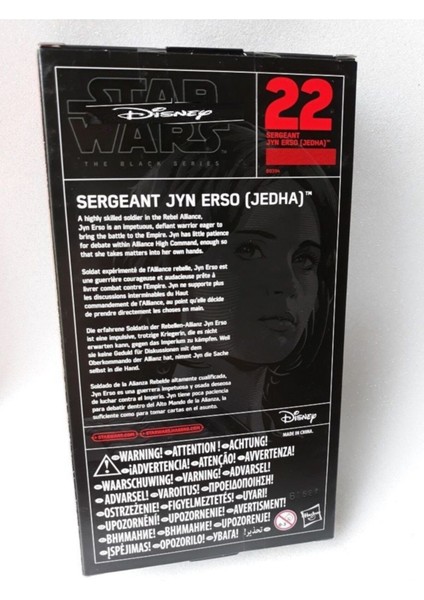 STAR
Disney
WARS
THE BLACK SERIES
22
SERGEANT
JYN ERSO (JEDHA)™
SERGEANT JYN ERSO (JEDHA)™
A highly skilled soldier in the Rebel Alliance,
Jyn Erso is an impetuous, defiant warrior eager to
bring the battle to the Empire. Jyn has little patience
for debate within Alliance High Command, enough so
that she takes matters into her own hands.
Soldat expérimenté de l'Alliance rebelle, Jyn Erso est
une guerrière courageuse et audacieuse prête à
livrer combat contre l'Empire. Jyn ne supporte plus
les discussions interminables du Haut
commandement de l'Alliance, au point qu'elle décide
de prendre directement les choses en main.
Die erfahrene Soldatin der Rebellen-Allianz Jyn Erso
ist eine impulsive, trotzige Kriegerin, die es nicht
erwarten kann, gegen das Imperium zu kämpfen. Weil
sie keine Geduld für Diskussionen mit dem
Oberkommando der Allianz hat, nimmt Jyn die Sache
selbst in die Hand.
Soldado de la Alianza Rebelde altamente cualificada,
Jyn Erso es una guerrera impetuosa y osada deseosa
de luchar contra el Imperio. Jyn tiene poca paciencia
para debatir dentro del Alto Mando de la Alianza, la
suficiente como para tomar cartas en el asunto.
Disney
MADE IN CHINA.
STARWARS.COM STARWARS.HASBRO.COM
WARNING! • ATTENTION ! • ACHTUNG!
¡ADVERTENCIA! • ATENÇÃO! • AVVERTENZA!
WAARSCHUWING! • VARNING! • ADVARSEL!
ADVARSEL! • VAROITUS! • ΠΡΟΕΙΔΟΠΟΙΗΣΗ!
OSTRZEŻENIE! • FIGYELMEZTETÉS! • UYARI!
UPOZORNĚNÍ! • UPOZORNENIE! • AVERTISMENT!
ВНИМАНИЕ! • ВНИМАНИЕ! • UPOZORENJE!
ĮSPĖJIMAS! • OPOZORILO! • УВАГА! • تحذير!
0-3
Hasbro